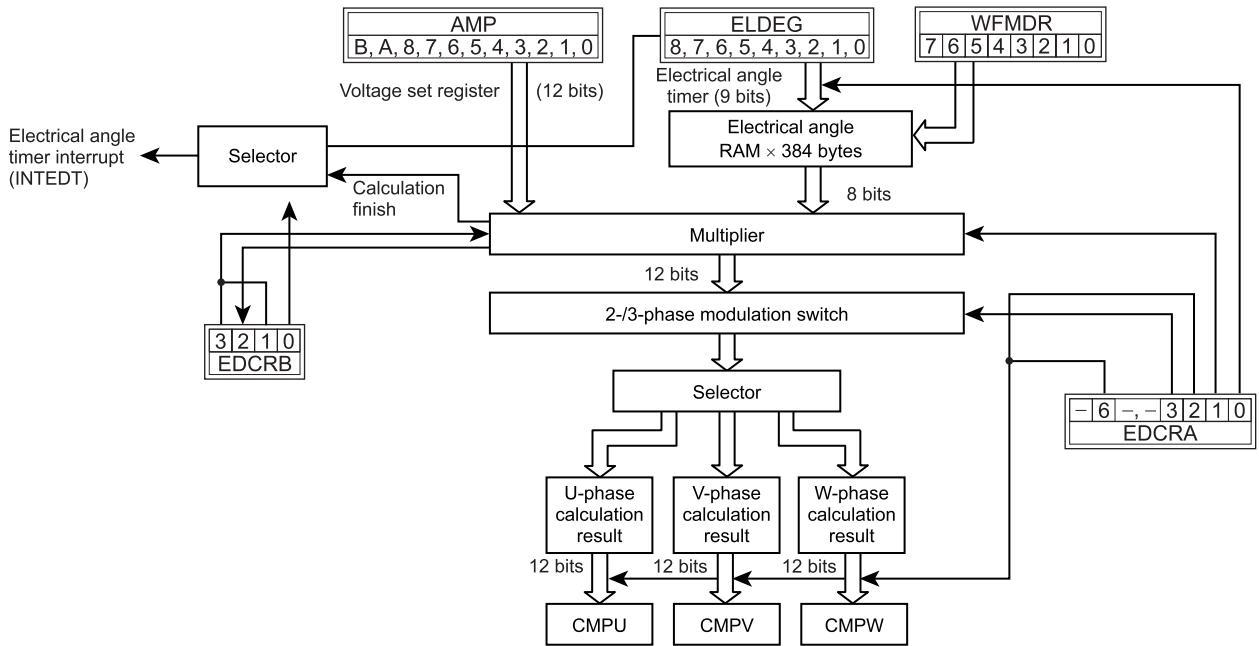 AMP
B, A, 8, 7, 6, 5, 4, 3, 2, 1, 0
ELDEG
8, 7, 6, 5, 4, 3, 2, 1, 0
WFMDR
7 6 5 4 3 2 1 0
Voltage set register
(12 bits)
Electrical angle
timer (9 bits)
Electrical angle
timer interrupt
(INTEDT)
Selector
Electrical angle
RAM × 384 bytes
Calculation
finish
8 bits
Multiplier
12 bits
2-/3-phase modulation switch
3 2 1 0
EDCRB
Selector
– 6 –, – 3 2 1 0
EDCRA
U-phase
calculation
result
V-phase
calculation
result
W-phase
calculation
result
12 bits
12 bits
12 bits
CMPU
CMPV
CMPW